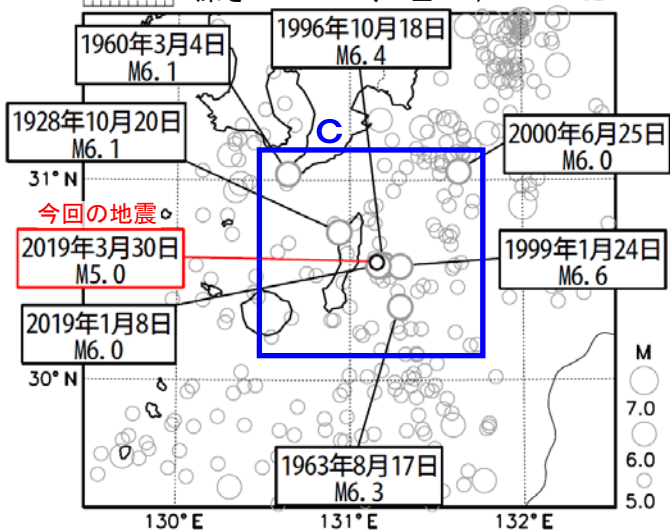 1960年3月4日
M6.1
1996年10月18日
M6.4
1928年10月20日
M6.1
C
2000年6月25日
M6.0
31°N
今回の地震
2019年3月30日
M5.0
1999年1月24日
M6.6
2019年1月8日
M6.0
30°N
M
7.0
6.0
5.0
1963年8月17日
M6.3
130°E
131°E
132°E